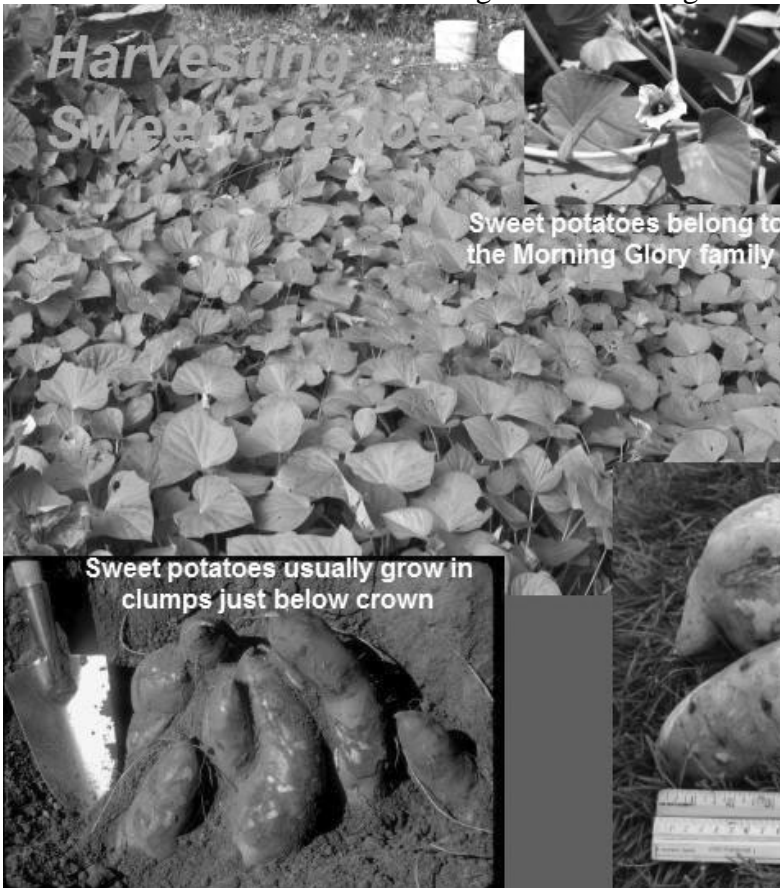 Harvesting
Sweet Potatoes
Sweet potatoes belong to
the Morning Glory family
Sweet potatoes usually grow in
clumps just below crown